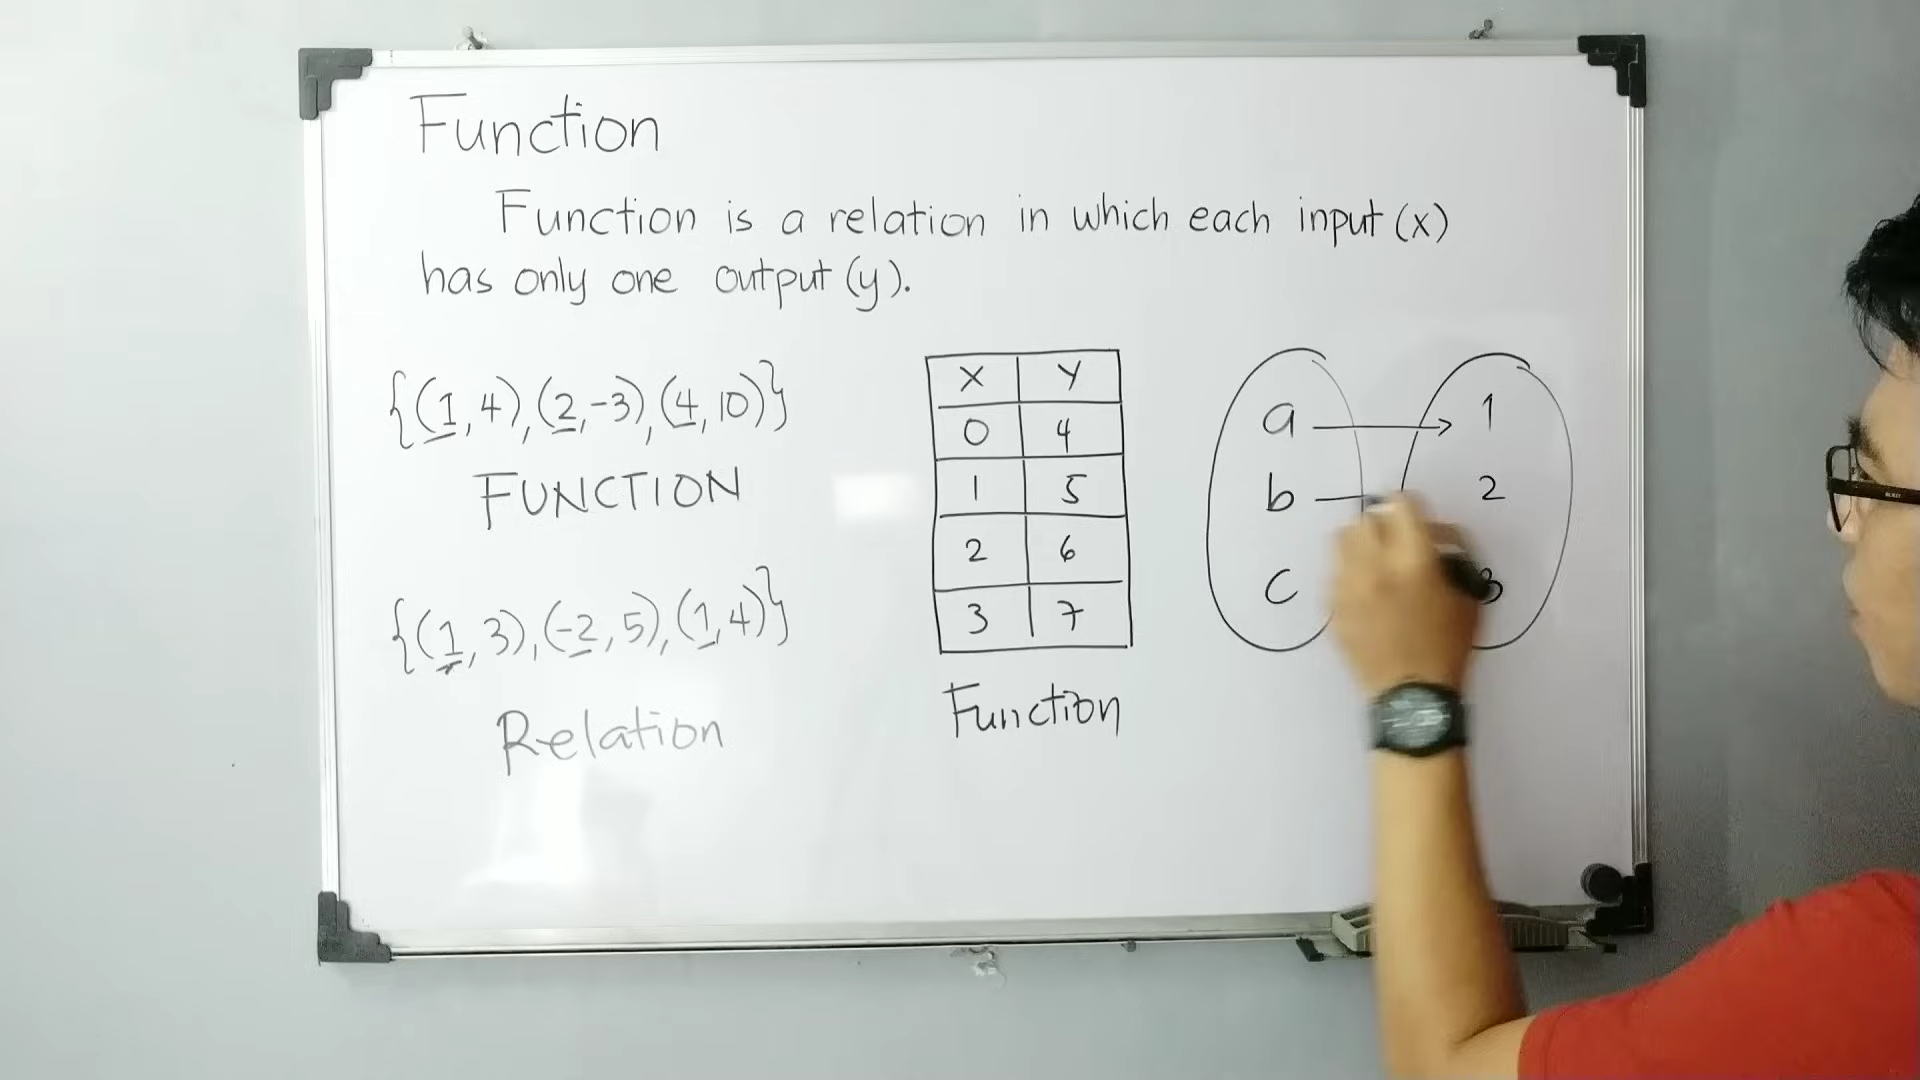 Function
Function is a relation in which each input (x)
has only one output (y).
{(1, 4), (2, -3), (4, 10)}
FUNCTION
{(1, 3), (-2, 5), (1, 4)}
Relation
X Y
0 4
1 5
2 6
3 7
Function
a 1
b 2
c 3